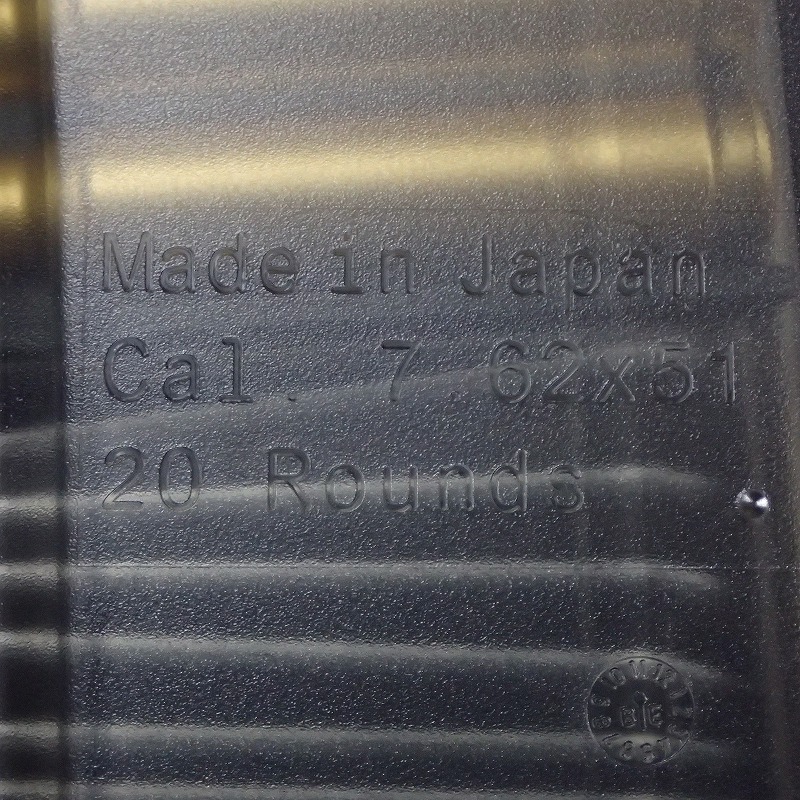 Made in Japan
Cal. 7.62x51
20 Rounds